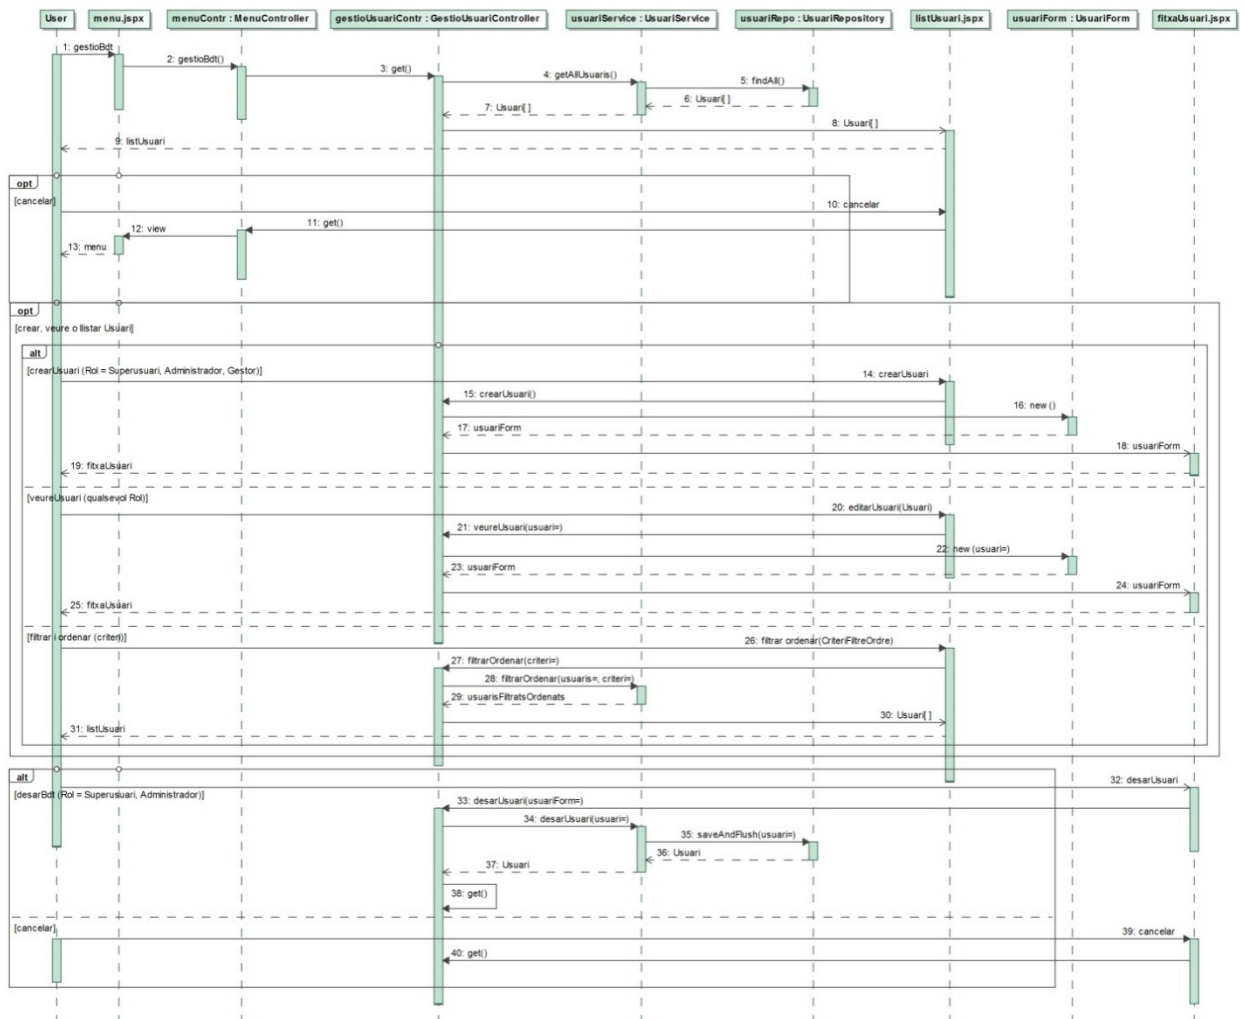 User
menu.jspx
menuContr : MenuController
gestioUsuariContr : GestioUsuariController
usuariService : UsuariService
usuariRepo : UsuariRepository
listUsuari.jspx
usuariForm : UsuariForm
fitxaUsuari.jspx
1: gestioBdt
2: gestioBdt()
3: get()
4: getAllUsuaris()
5: findAll()
6: Usuari[ ]
7: Usuari[ ]
8: Usuari[ ]
9: listUsuari
opt
[cancelar]
10: cancelar
11: get()
12: view
13: menu
opt
[crear, veure o llistar Usuari]
alt
[crearUsuari (Rol = Superusuari, Administrador, Gestor)]
14: crearUsuari
15: crearUsuari()
16: new ()
17: usuariForm
18: usuariForm
19: fitxaUsuari
[veureUsuari (qualsevol Rol)]
20: editarUsuari(Usuari)
21: veureUsuari(usuari=)
22: new (usuari=)
23: usuariForm
24: usuariForm
25: fitxaUsuari
[filtrar i ordenar (criteri)]
26: filtrar ordenar(CriteriFiltreOrdre)
27: filtrarOrdenar(criteri=)
28: filtrarOrdenar(usuaris=, criteri=)
29: usuarisFiltratsOrdenats
30: Usuari[ ]
31: listUsuari
alt
[desarBdt (Rol = Superusuari, Administrador)]
32: desarUsuari
33: desarUsuari(usuariForm=)
34: desarUsuari(usuari=)
35: saveAndFlush(usuari=)
36: Usuari
37: Usuari
38: get()
[cancelar]
39: cancelar
40: get()